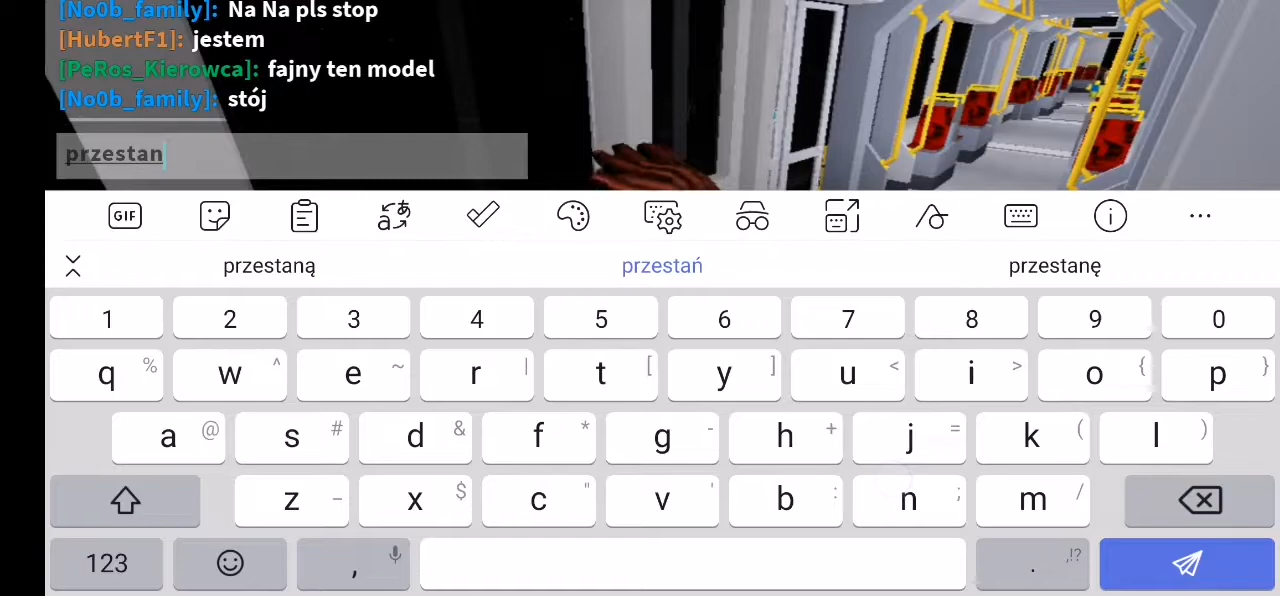 [No0b_family]: Na Na pls stop
[HubertF1]: jestem
[PeRos_Kierowca]: fajny ten model
[No0b_family]: stój
przestan
GIF
przestaną przestań przestanę
1 2 3 4 5 6 7 8 9 0
q % w ^ e ~ r | t [ y ] u < i > o { p }
a @ s # d & f * g - h + j = k ( l )
z _ x $ c " v ' b : n ; m /
123 , . ,!?